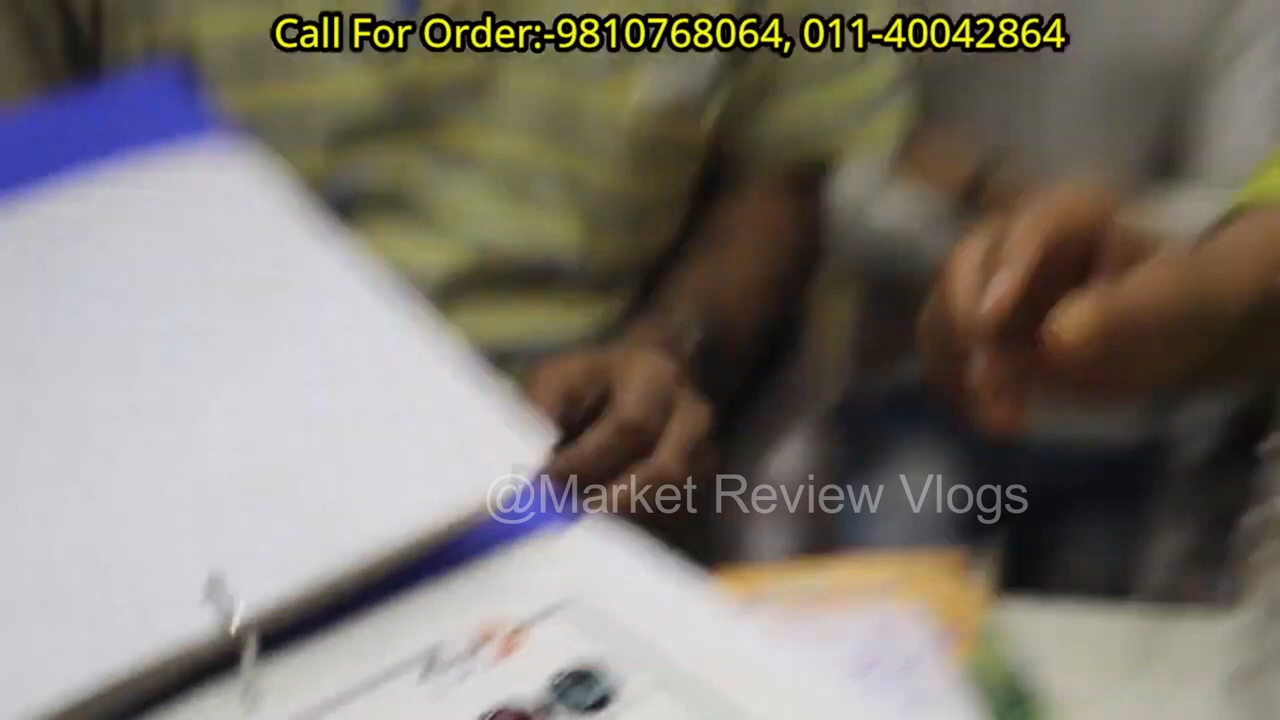 Call For Order:-9810768064, 011-40042864
@Market Review Vlogs